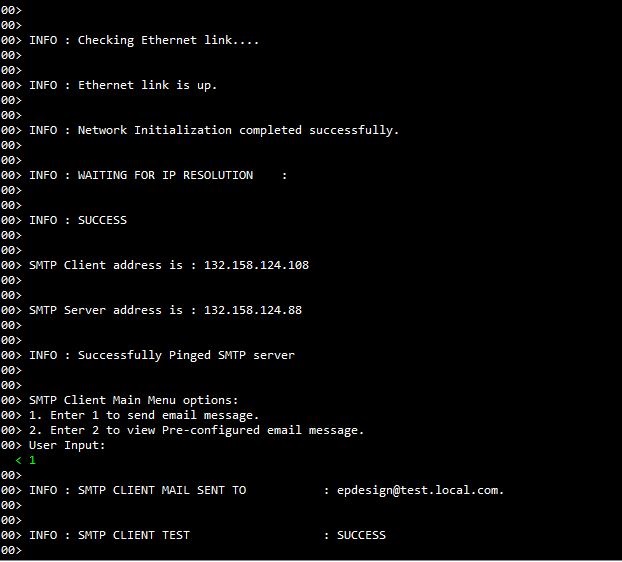 00>
00>
00> INFO : Checking Ethernet link....
00>
00>
00> INFO : Ethernet link is up.
00>
00>
00> INFO : Network Initialization completed successfully.
00>
00>
00> INFO : WAITING FOR IP RESOLUTION    :
00>
00>
00> INFO : SUCCESS
00>
00>
00> SMTP Client address is : 132.158.124.108
00>
00>
00> SMTP Server address is : 132.158.124.88
00>
00>
00> INFO : Successfully Pinged SMTP server
00>
00>
00> SMTP Client Main Menu options:
00> 1. Enter 1 to send email message.
00> 2. Enter 2 to view Pre-configured email message.
00> User Input:
< 1
00>
00> INFO : SMTP CLIENT MAIL SENT TO           : epdesign@test.local.com.
00>
00>
00> INFO : SMTP CLIENT TEST                   : SUCCESS
00>